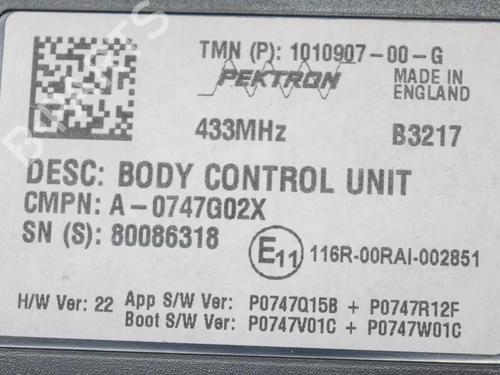 TMN (P): 1010907-00-G
PEKTRON
MADE IN
ENGLAND
433MHz
B3217
DESC: BODY CONTROL UNIT
CMPN: A-0747G02X
SN (S): 80086318
E11
116R-00RAI-002851
H/W Ver: 22
App S/W Ver: P0747Q15B + P0747R12F
Boot S/W Ver: P0747V01C + P0747W01C